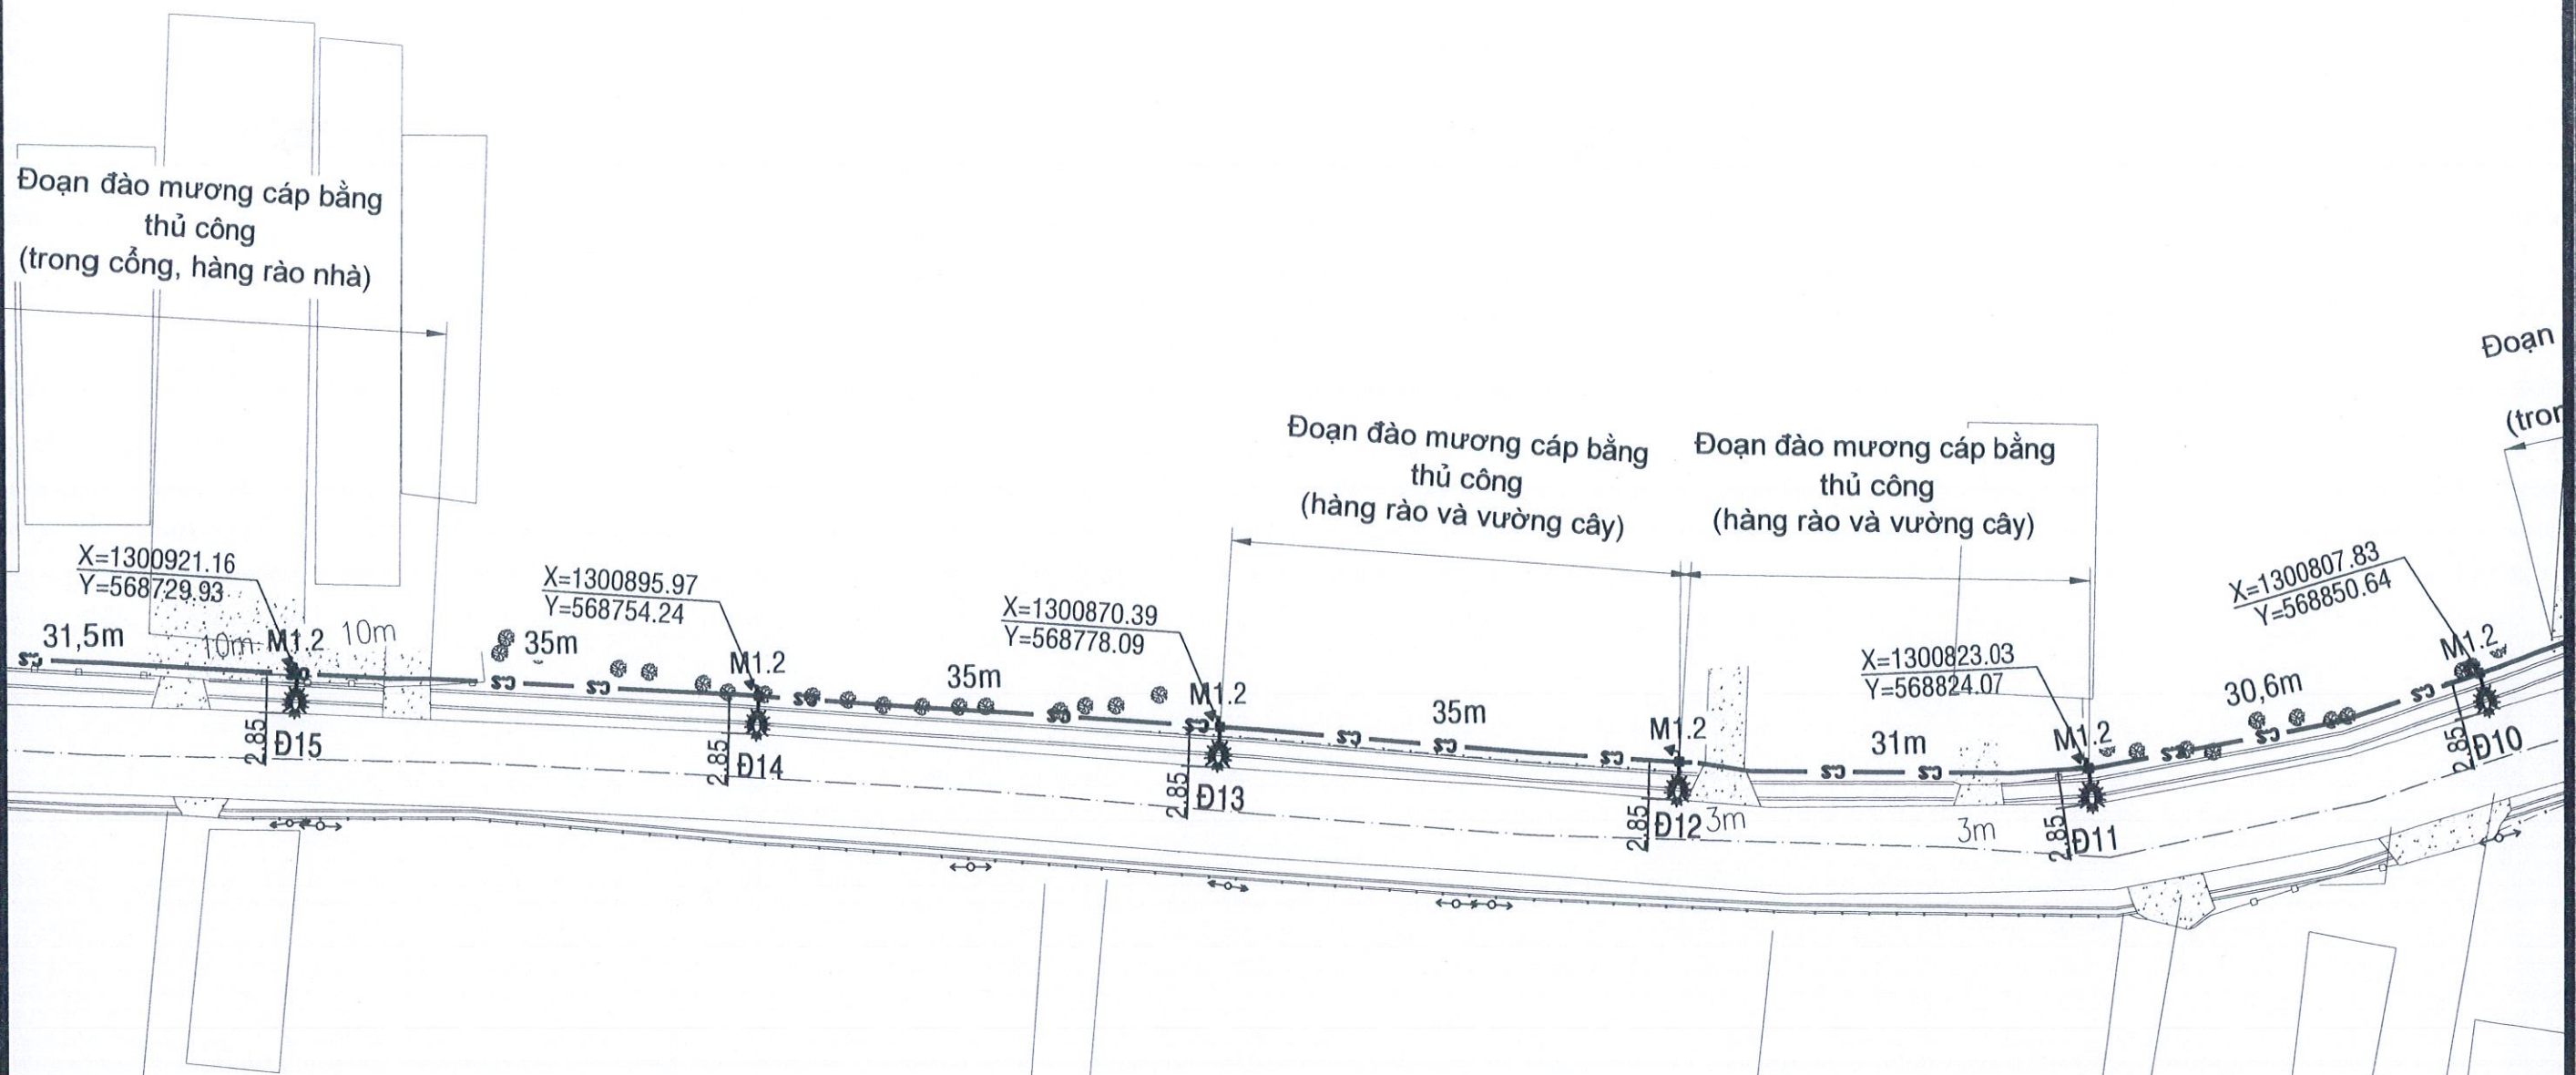 Đoạn đào mương cáp bằng
thủ công
(trong cổng, hàng rào nhà)
Đoạn
(tron
Đoạn đào mương cáp bằng
thủ công
(hàng rào và vườn cây)
Đoạn đào mương cáp bằng
thủ công
(hàng rào và vườn cây)
X=1300921.16
Y=568729.93
X=1300895.97
Y=568754.24
X=1300870.39
Y=568778.09
X=1300823.03
Y=568824.07
X=1300807.83
Y=568850.64
31,5m
10m
M1.2
10m
35m
M1.2
35m
M1.2
35m
M1.2
31m
M1.2
30,6m
M1.2
2.85
Đ15
2.85
Đ14
2.85
Đ13
2.85
Đ12
3m
3m
2.85
Đ11
2.85
Đ10